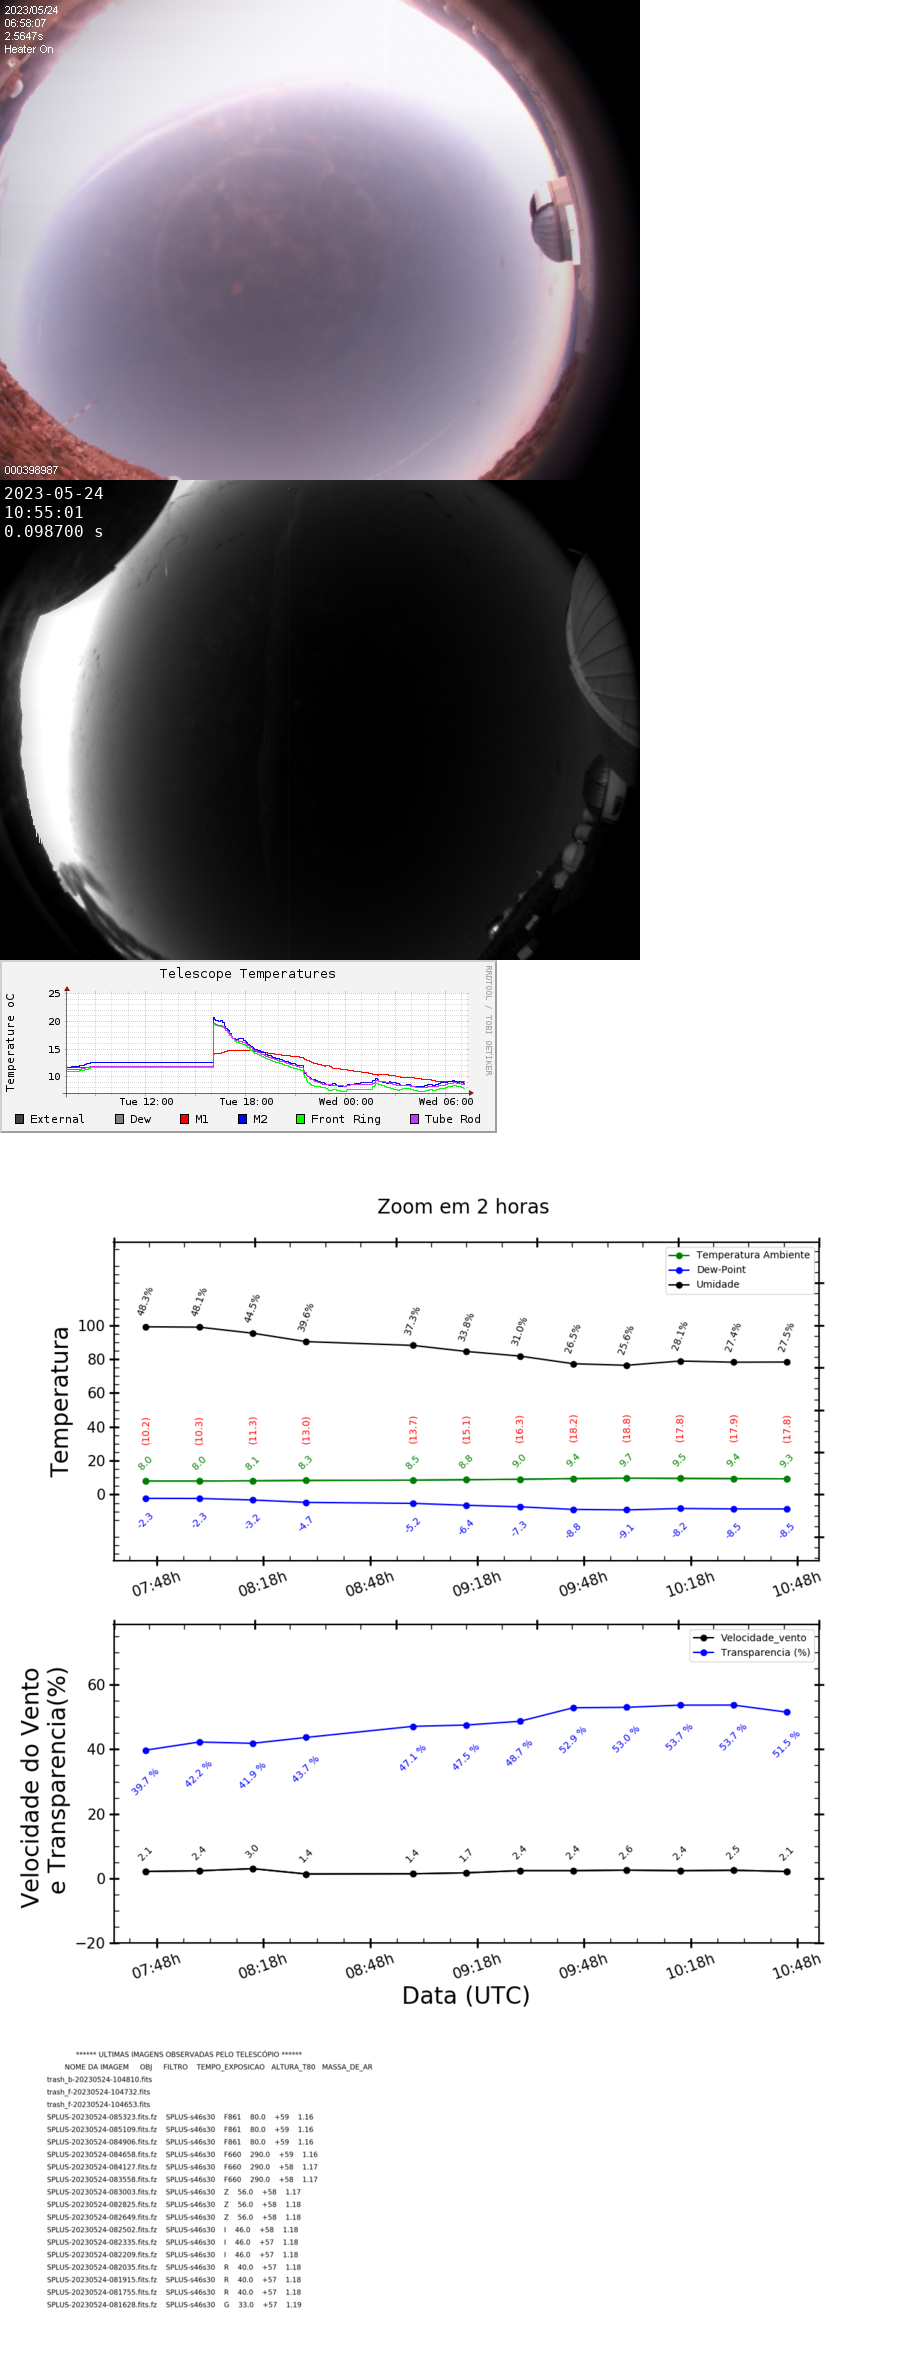 2023/05/24
06:58:07
2.5647s
Heater On
000398987
2023-05-24
10:55:01
0.098700 s
Telescope Temperatures
RRDTOOL / TOBI OETIKER
Temperature oC
25
20
15
10
Tue 12:00 Tue 18:00 Wed 00:00 Wed 06:00
External Dew M1 M2 Front Ring Tube Rod
Zoom em 2 horas
Temperatura Ambiente
Dew-Point
Umidade
48.3% 48.1% 44.5% 39.6% 37.3% 33.8% 31.0% 26.5% 25.6% 28.1% 27.4% 27.5%
Temperatura
100
80
60
40
20
0
(10.2) (10.3) (11.3) (13.0) (13.7) (15.1) (16.3) (18.2) (18.8) (17.8) (17.9) (17.8)
8.0 8.0 8.1 8.3 8.5 8.8 9.0 9.4 9.7 9.5 9.4 9.3
-2.3 -2.3 -3.2 -4.7 -5.2 -6.4 -7.3 -8.8 -9.1 -8.2 -8.5 -8.5
07:48h 08:18h 08:48h 09:18h 09:48h 10:18h 10:48h
Velocidade_vento
Transparencia (%)
Velocidade do Vento
e Transparencia(%)
60
40
20
0
−20
39.7 % 42.2 % 41.9 % 43.7 % 47.1 % 47.5 % 48.7 % 52.9 % 53.0 % 53.7 % 53.7 % 51.5 %
2.1 2.4 3.0 1.4 1.4 1.7 2.4 2.4 2.6 2.4 2.5 2.1
07:48h 08:18h 08:48h 09:18h 09:48h 10:18h 10:48h
Data (UTC)
****** ULTIMAS IMAGENS OBSERVADAS PELO TELESCÓPIO ******
NOME DA IMAGEM OBJ FILTRO TEMPO_EXPOSICAO ALTURA_T80 MASSA_DE_AR
trash_b-20230524-104810.fits
trash_f-20230524-104732.fits
trash_f-20230524-104653.fits
SPLUS-20230524-085323.fits.fz SPLUS-s46s30 F861 80.0 +59 1.16
SPLUS-20230524-085109.fits.fz SPLUS-s46s30 F861 80.0 +59 1.16
SPLUS-20230524-084906.fits.fz SPLUS-s46s30 F861 80.0 +59 1.16
SPLUS-20230524-084658.fits.fz SPLUS-s46s30 F660 290.0 +59 1.16
SPLUS-20230524-084127.fits.fz SPLUS-s46s30 F660 290.0 +58 1.17
SPLUS-20230524-083558.fits.fz SPLUS-s46s30 F660 290.0 +58 1.17
SPLUS-20230524-083003.fits.fz SPLUS-s46s30 Z 56.0 +58 1.17
SPLUS-20230524-082825.fits.fz SPLUS-s46s30 Z 56.0 +58 1.18
SPLUS-20230524-082649.fits.fz SPLUS-s46s30 Z 56.0 +58 1.18
SPLUS-20230524-082502.fits.fz SPLUS-s46s30 I 46.0 +58 1.18
SPLUS-20230524-082335.fits.fz SPLUS-s46s30 I 46.0 +57 1.18
SPLUS-20230524-082209.fits.fz SPLUS-s46s30 I 46.0 +57 1.18
SPLUS-20230524-082035.fits.fz SPLUS-s46s30 R 40.0 +57 1.18
SPLUS-20230524-081915.fits.fz SPLUS-s46s30 R 40.0 +57 1.18
SPLUS-20230524-081755.fits.fz SPLUS-s46s30 R 40.0 +57 1.18
SPLUS-20230524-081628.fits.fz SPLUS-s46s30 G 33.0 +57 1.19